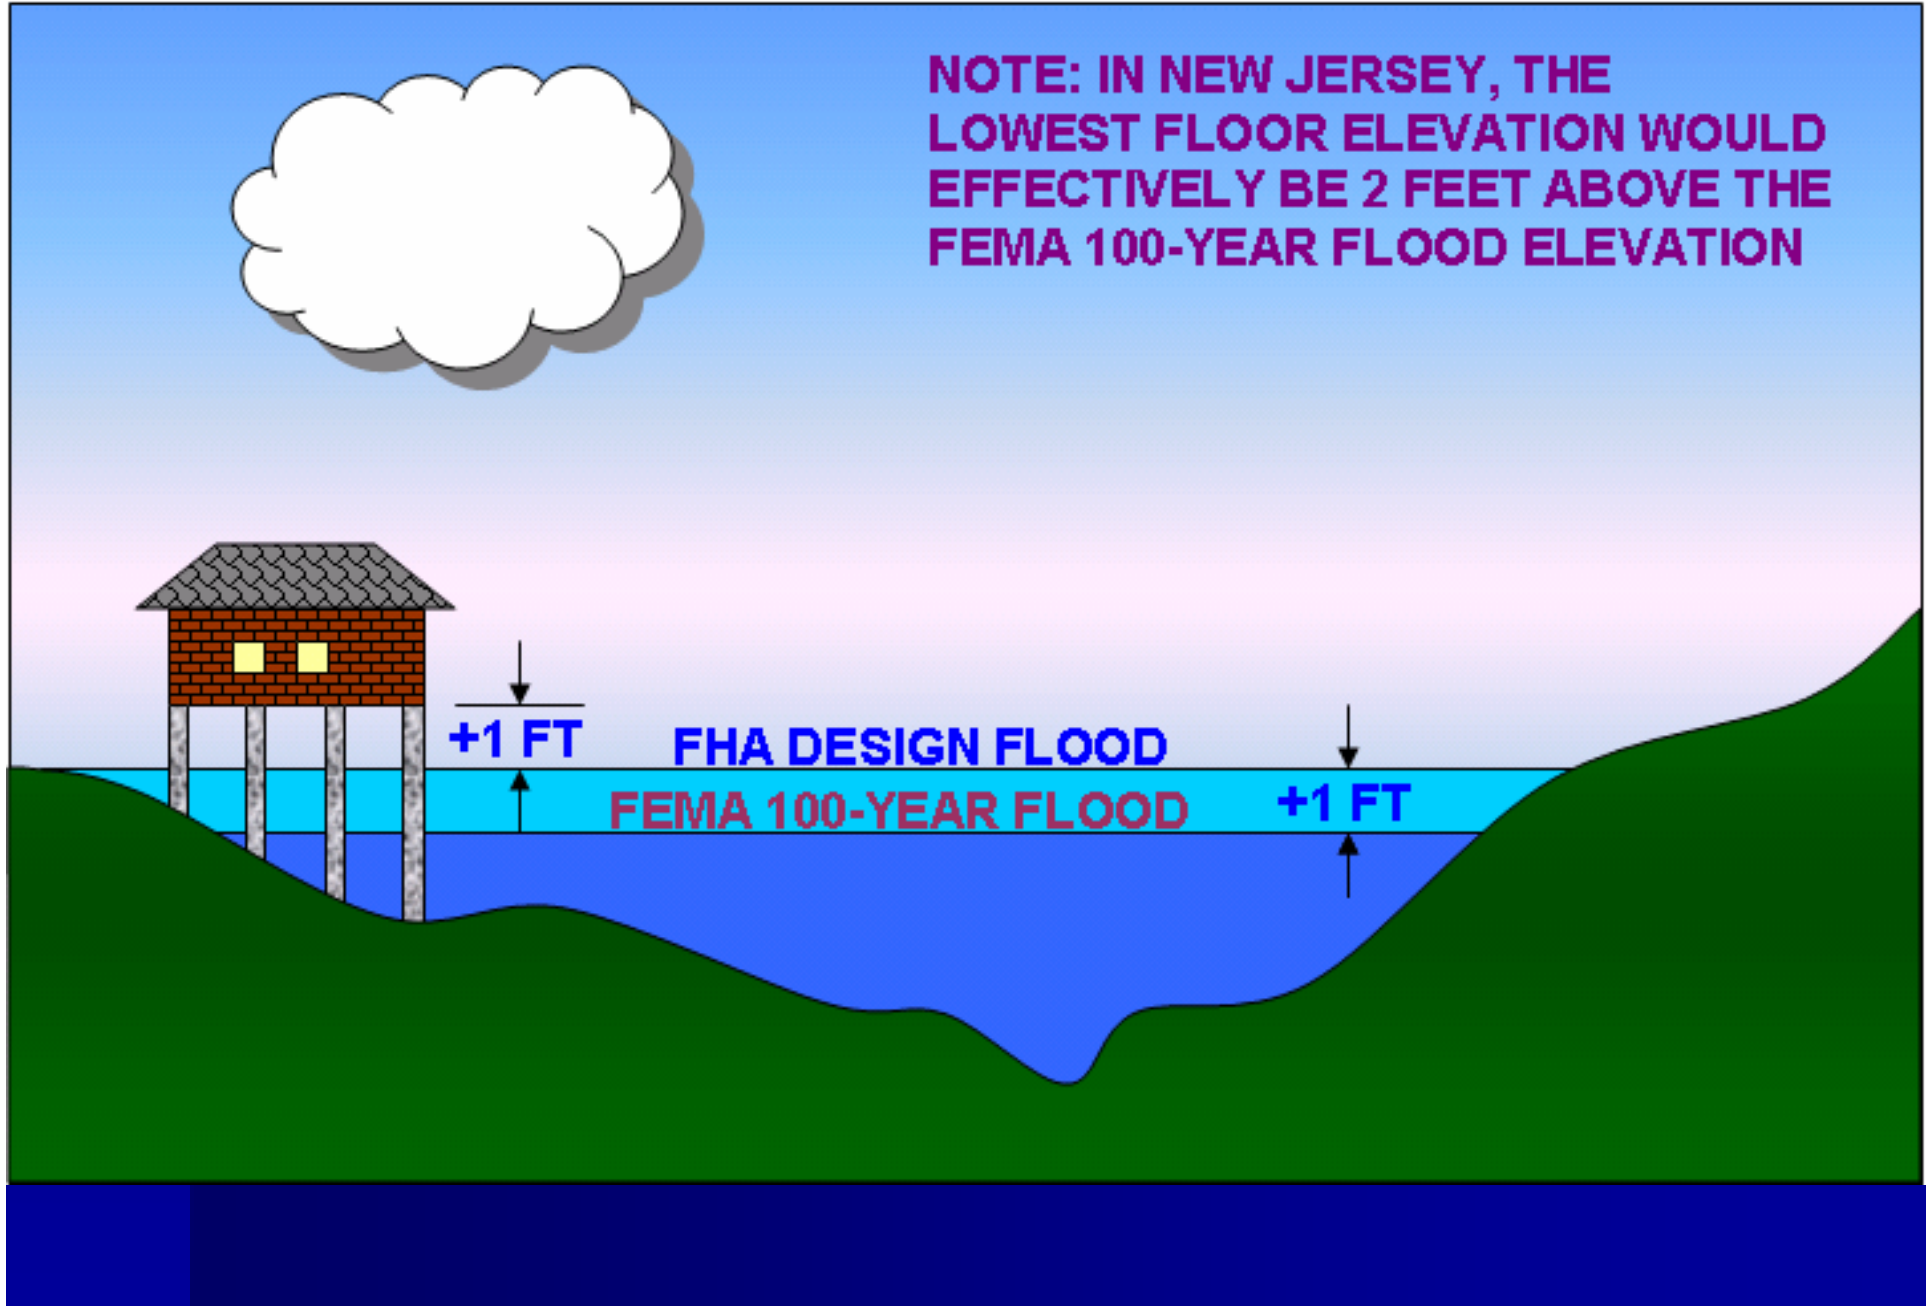 NOTE: IN NEW JERSEY, THE
LOWEST FLOOR ELEVATION WOULD
EFFECTIVELY BE 2 FEET ABOVE THE
FEMA 100-YEAR FLOOD ELEVATION
+1 FT
FHA DESIGN FLOOD
FEMA 100-YEAR FLOOD
+1 FT